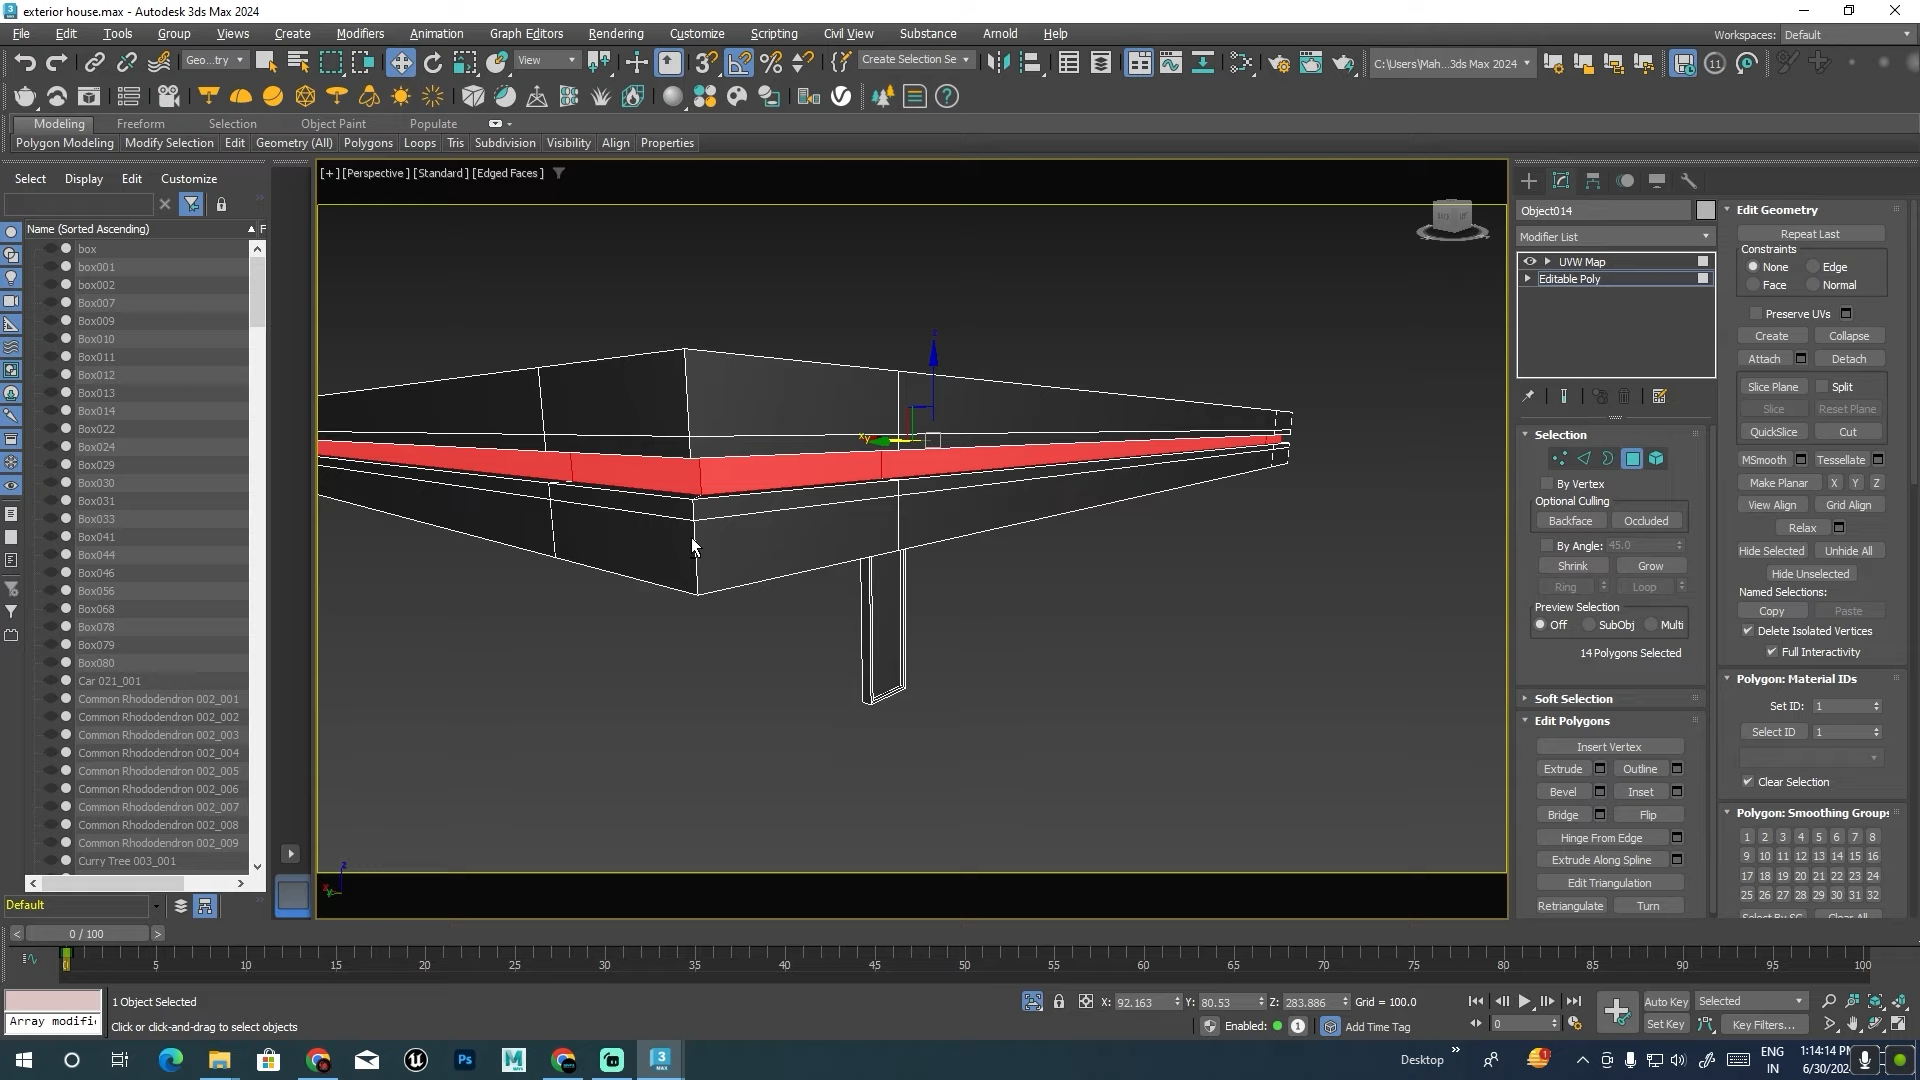 exterior house.max - Autodesk 3ds Max 2024
File Edit Tools Group Views Create Modifiers Animation Graph Editors Rendering Customize Scripting Civil View Substance Arnold Help
Workspaces: Default
Geo...try View Create Selection Se C:\Users\Mah...3ds Max 2024 11
Modeling Freeform Selection Object Paint Populate
Polygon Modeling Modify Selection Edit Geometry (All) Polygons Loops Tris Subdivision Visibility Align Properties
Select Display Edit Customize
Name (Sorted Ascending) F
box
box001
box002
Box007
Box009
Box010
Box011
Box012
Box013
Box014
Box022
Box024
Box029
Box030
Box031
Box033
Box041
Box044
Box046
Box056
Box068
Box078
Box079
Box080
Car 021_001
Common Rhododendron 002_001
Common Rhododendron 002_002
Common Rhododendron 002_003
Common Rhododendron 002_004
Common Rhododendron 002_005
Common Rhododendron 002_006
Common Rhododendron 002_007
Common Rhododendron 002_008
Common Rhododendron 002_009
Curry Tree 003_001
Default
[+] [Perspective ] [Standard ] [Edged Faces ]
z
xy
z
Object014
Modifier List
UVW Map
Editable Poly
Selection
By Vertex
Optional Culling
Backface Occluded
By Angle: 45.0
Shrink Grow
Ring Loop
Preview Selection
Off SubObj Multi
14 Polygons Selected
Soft Selection
Edit Polygons
Insert Vertex
Extrude Outline
Bevel Inset
Bridge Flip
Hinge From Edge
Extrude Along Spline
Edit Triangulation
Retriangulate Turn
Edit Geometry
Repeat Last
Constraints
None Edge
Face Normal
Preserve UVs
Create Collapse
Attach Detach
Slice Plane Split
Slice Reset Plane
QuickSlice Cut
MSmooth Tessellate
Make Planar X Y Z
View Align Grid Align
Relax
Hide Selected Unhide All
Hide Unselected
Named Selections:
Copy Paste
Delete Isolated Vertices
Full Interactivity
Polygon: Material IDs
Set ID: 1
Select ID 1
Clear Selection
Polygon: Smoothing Groups
1 2 3 4 5 6 7 8
9 10 11 12 13 14 15 16
17 18 19 20 21 22 23 24
25 26 27 28 29 30 31 32
Select By SG Clear All
0 / 100
0 5 10 15 20 25 30 35 40 45 50 55 60 65 70 75 80 85 90 95 100
1 Object Selected X: 92.163 Y: 80.53 Z: 283.886 Grid = 100.0 Auto Key Selected
Array modifi Click or click-and-drag to select objects Enabled: 1 Add Time Tag 0 Set Key Key Filters...
Desktop ENG 1:14:14 P
IN 6/30/202